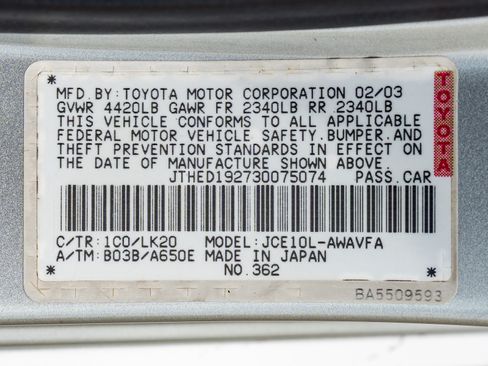 MFD. BY: TOYOTA MOTOR CORPORATION 02/03
GVWR 4420LB GAWR FR 2340LB RR 2340LB
THIS VEHICLE CONFORMS TO ALL APPLICABLE
FEDERAL MOTOR VEHICLE SAFETY, BUMPER, AND
THEFT PREVENTION STANDARDS IN EFFECT ON
THE DATE OF MANUFACTURE SHOWN ABOVE.
JTHED192730075074 PASS. CAR
TOYOTA
C/TR: 1C0/LK20 MODEL: JCE10L-AWAVFA
A/TM: B03B/A650E MADE IN JAPAN
NO. 362
BA5509593